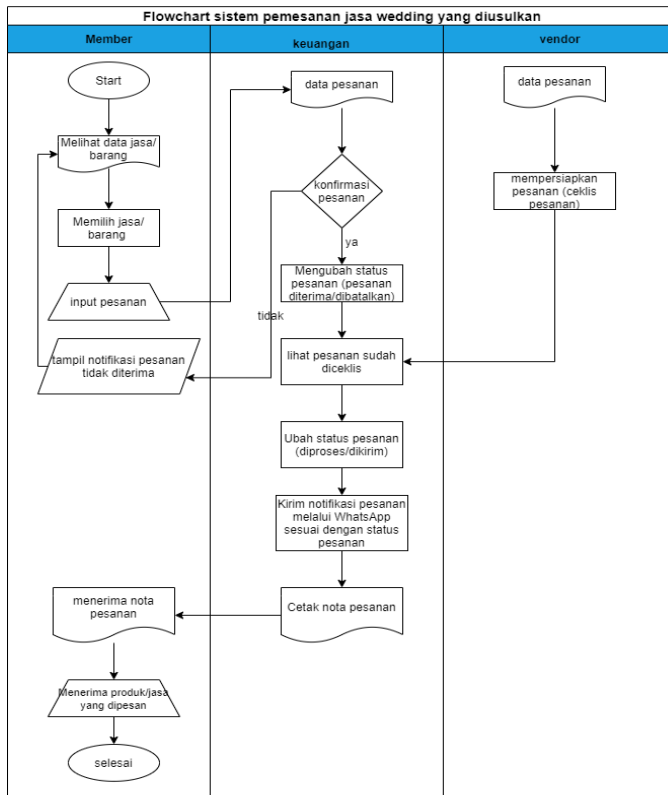 Flowchart sistem pemesanan jasa wedding yang diusulkan
Member
keuangan
vendor
Start
Melihat data jasa/
barang
Memilih jasa/
barang
input pesanan
tampil notifikasi pesanan
tidak diterima
data pesanan
konfirmasi
pesanan
ya
tidak
Mengubah status
pesanan (pesanan
diterima/dibatalkan)
lihat pesanan sudah
diceklis
Ubah status pesanan
(diproses/dikirim)
Kirim notifikasi pesanan
melalui WhatsApp
sesuai dengan status
pesanan
Cetak nota pesanan
data pesanan
mempersiapkan
pesanan (ceklis
pesanan)
menerima nota
pesanan
Menerima produk/jasa
yang dipesan
selesai